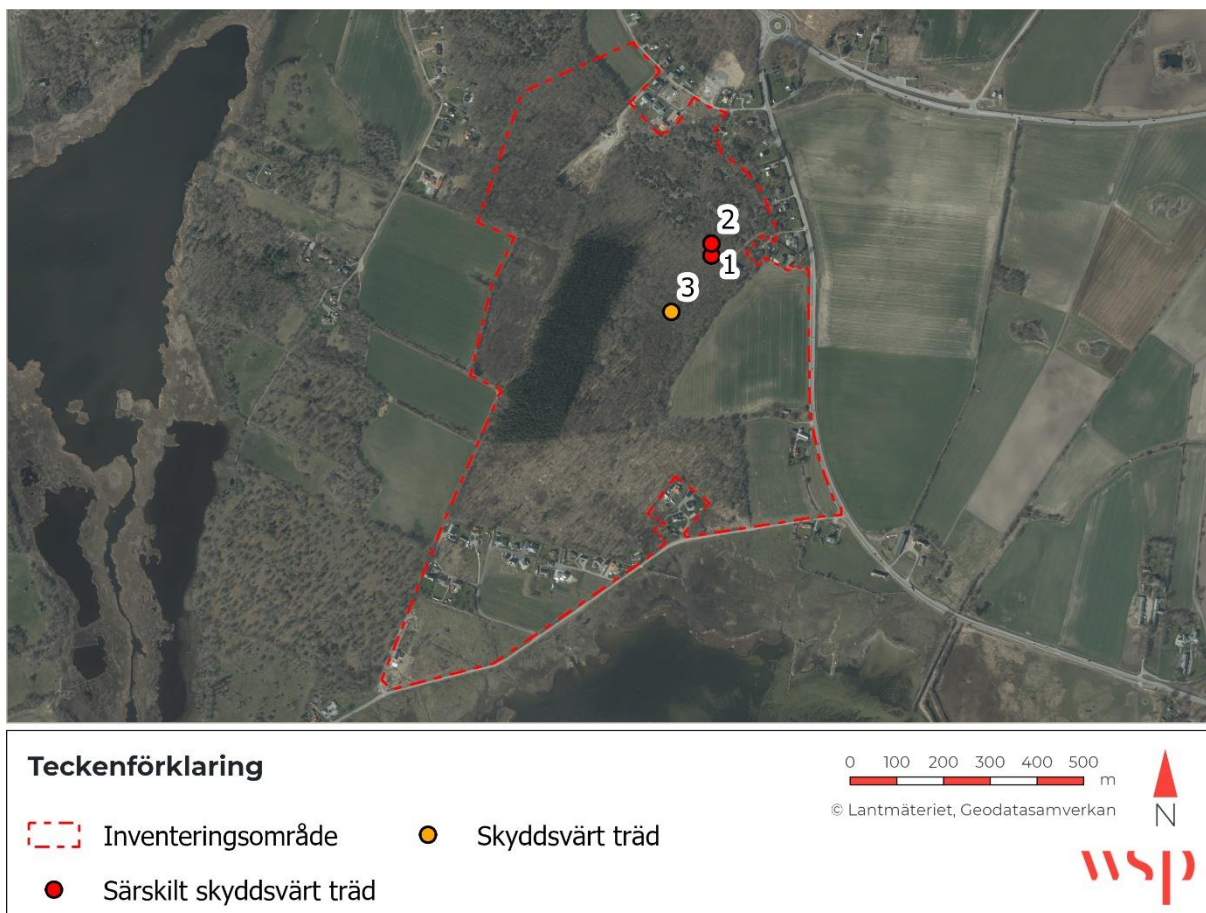 2
1
3
Teckenförklaring
0 100 200 300 400 500
m
© Lantmäteriet, Geodatasamverkan
N
Inventeringsområde
Skyddsvärt träd
Särskilt skyddsvärt träd
wsp